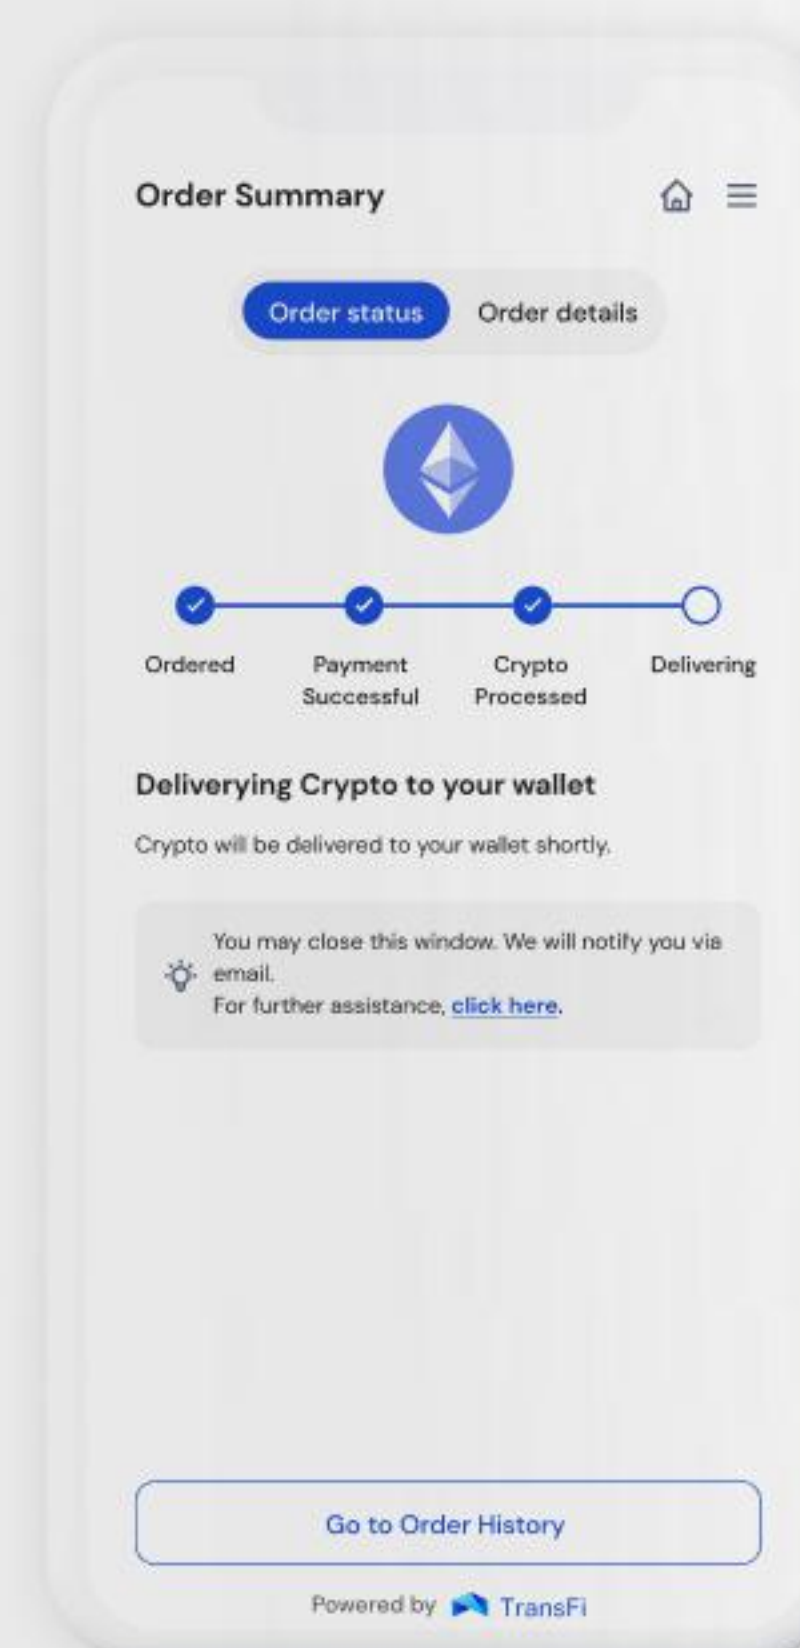 Order Summary
Order status
Order details
Ordered
Payment
Successful
Crypto
Processed
Delivering
Deliverying Crypto to your wallet
Crypto will be delivered to your wallet shortly.
You may close this window. We will notify you via
email.
For further assistance, click here.
Go to Order History
Powered by TransFi